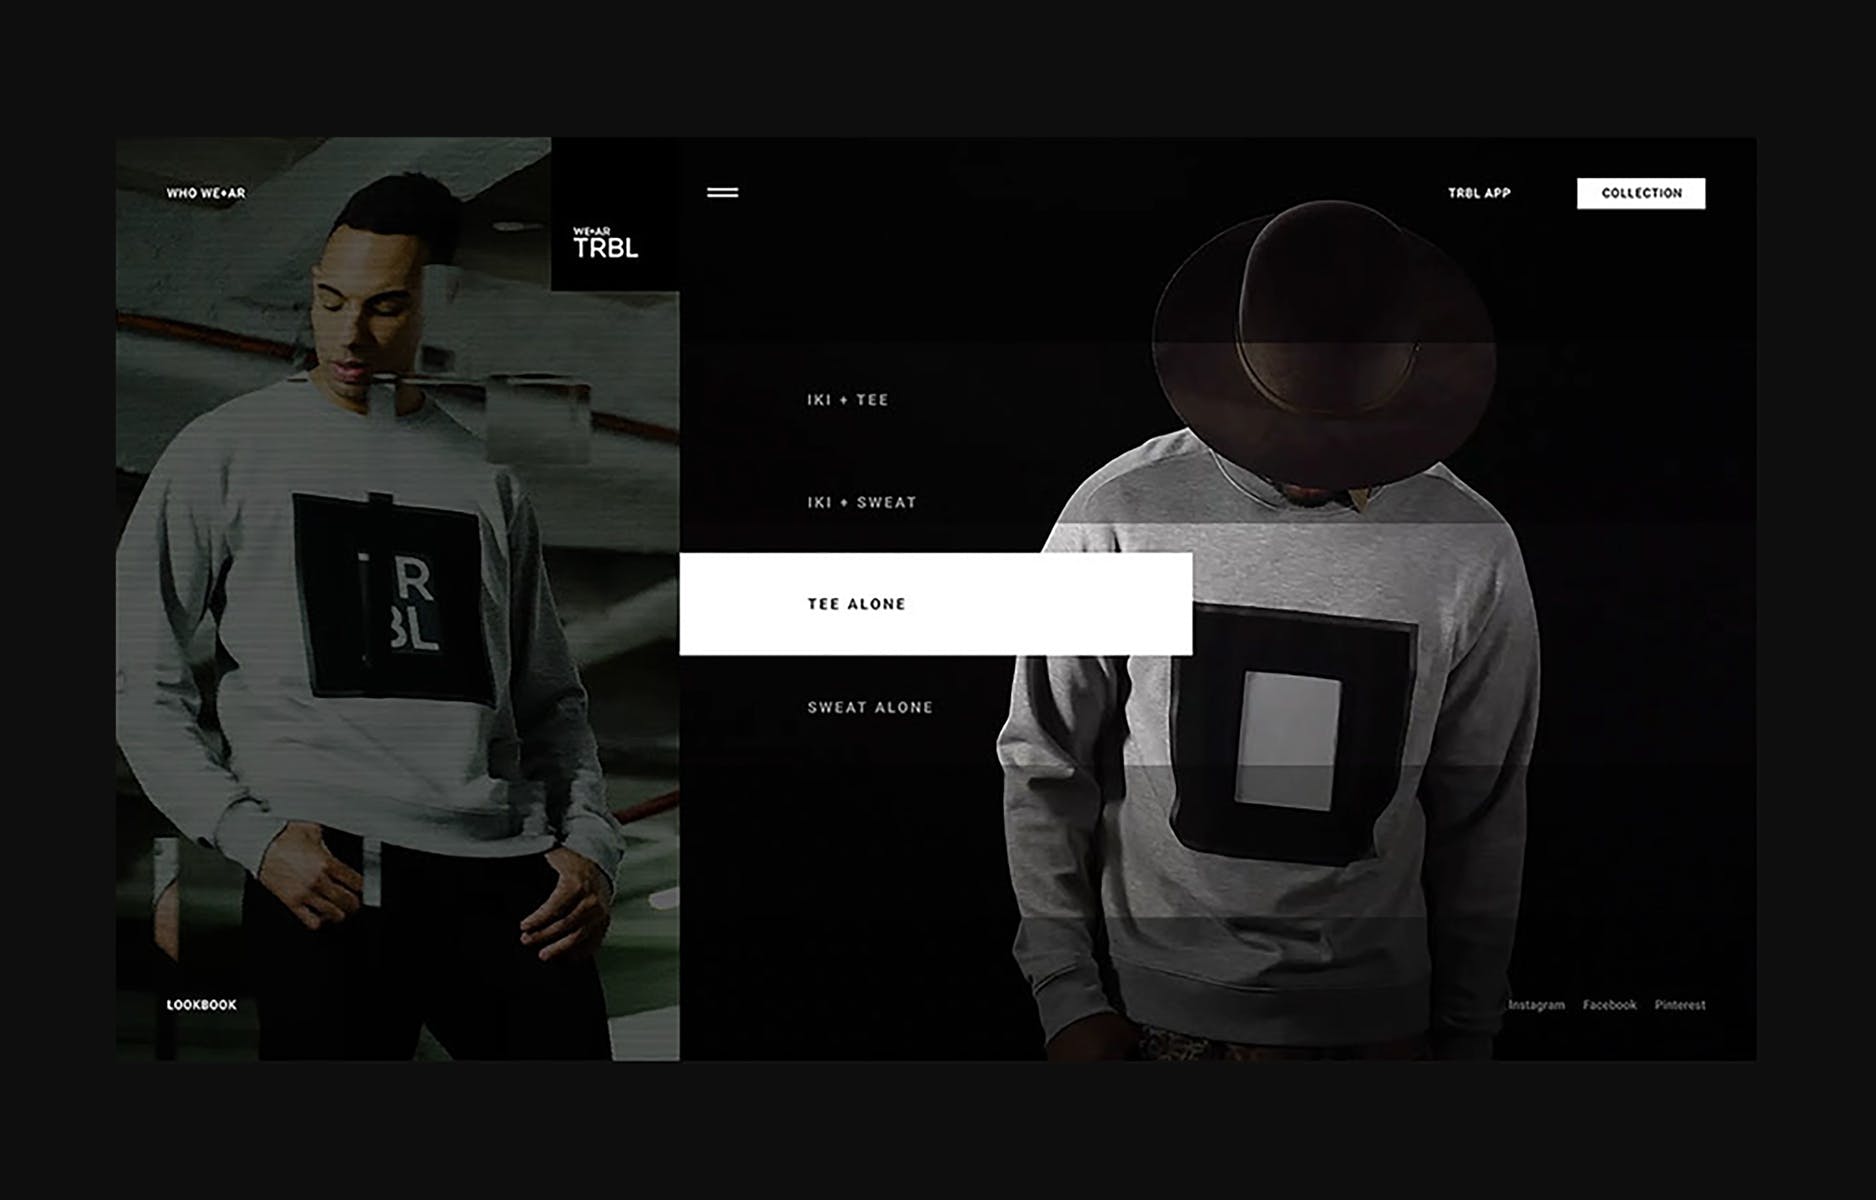 WHO WE•AR
WE•AR
TRBL
TRBL APP
COLLECTION
IKI + TEE
IKI + SWEAT
TEE ALONE
SWEAT ALONE
TR
BL
LOOKBOOK
Instagram Facebook Pinterest